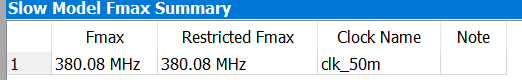 Slow Model Fmax Summary
Fmax Restricted Fmax Clock Name Note
1 380.08 MHz 380.08 MHz clk_50m